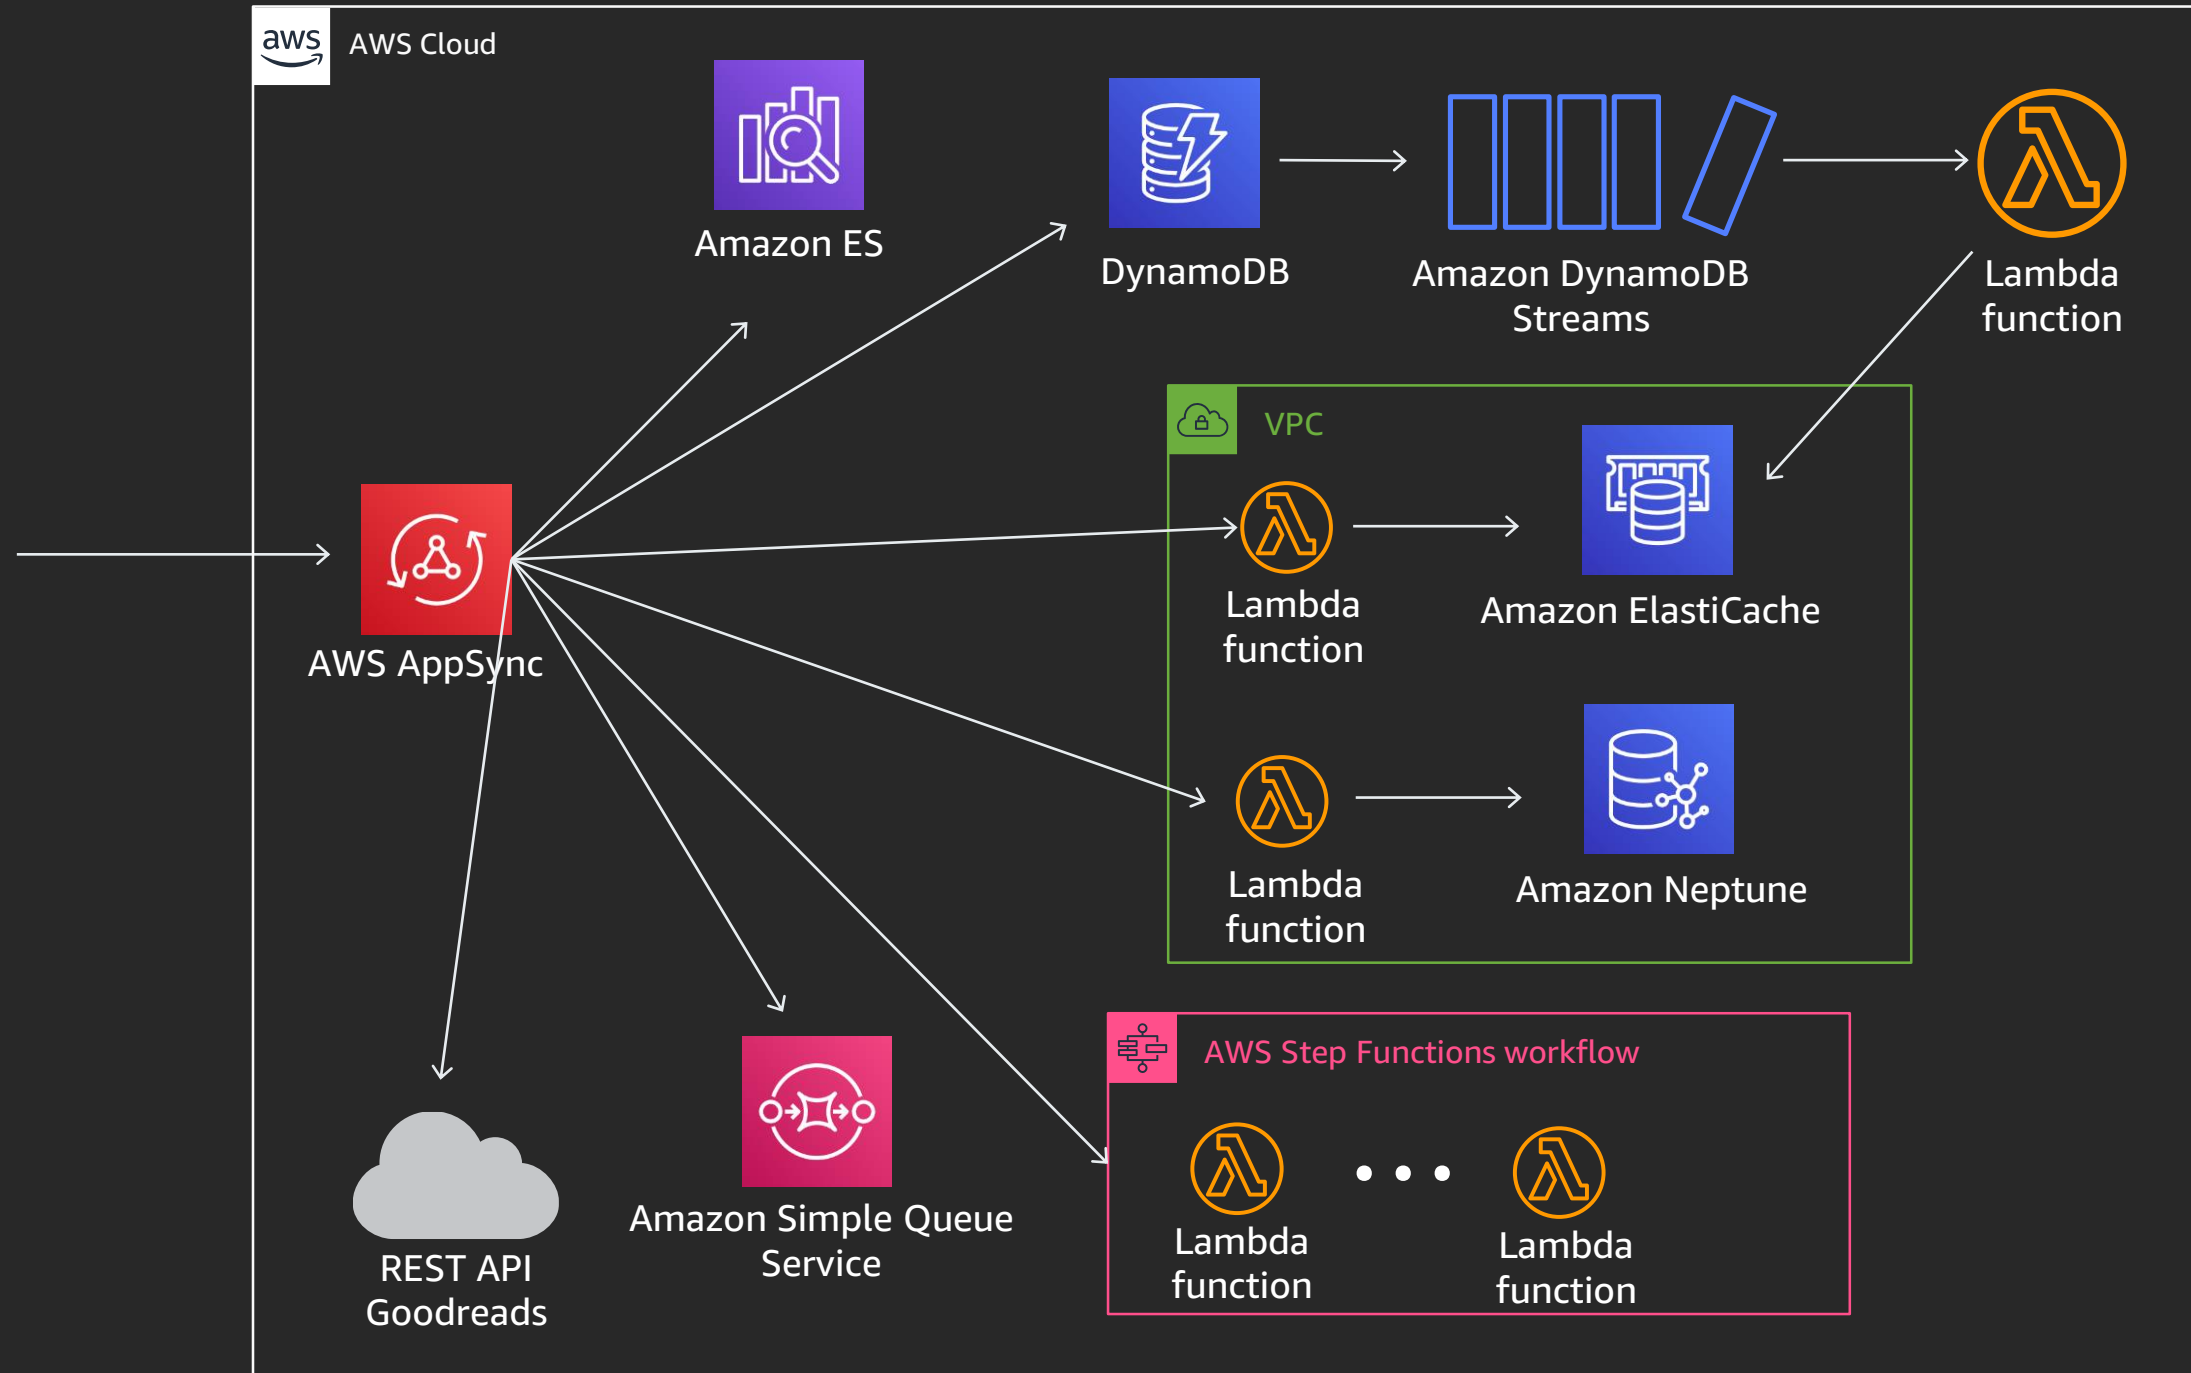 aws
AWS Cloud
Amazon ES
DynamoDB
Amazon DynamoDB
Streams
Lambda
function
VPC
Lambda
function
Amazon ElastiCache
AWS AppSync
Lambda
function
Amazon Neptune
AWS Step Functions workflow
Lambda
function
Lambda
function
Amazon Simple Queue
Service
REST API
Goodreads